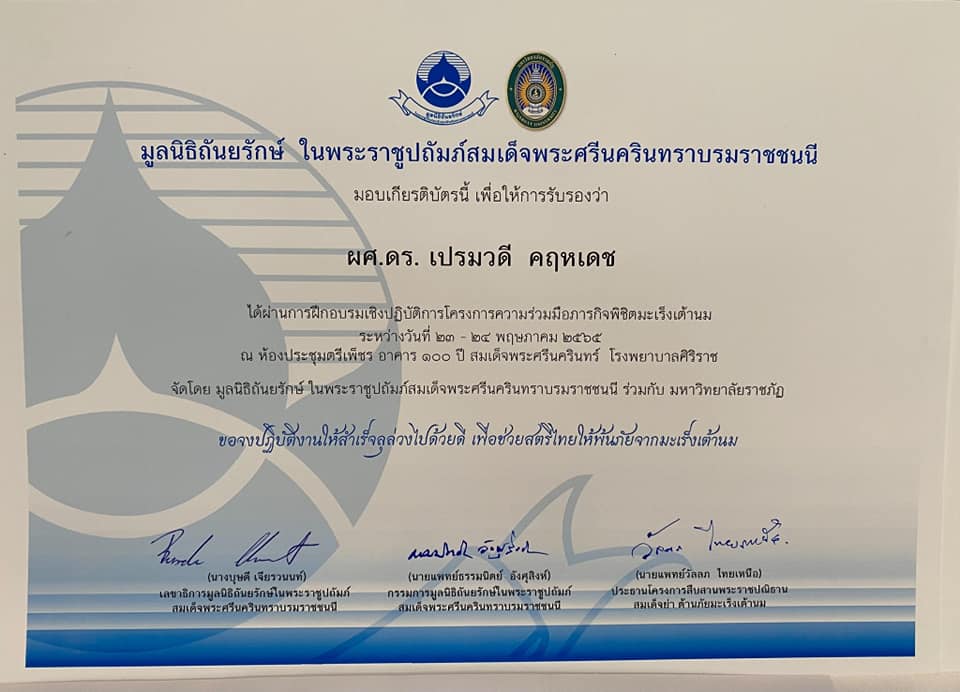 มูลนิธิถันยรักษ์
มูลนิธิถันยรักษ์ ในพระราชูปถัมภ์สมเด็จพระศรีนครินทราบรมราชชนนี
มอบเกียรติบัตรนี้ เพื่อให้การรับรองว่า
ผศ.ดร. เปรมวดี คฤหเดช
ได้ผ่านการฝึกอบรมเชิงปฏิบัติการโครงการความร่วมมือภารกิจพิชิตมะเร็งเต้านม
ระหว่างวันที่ ๒๓ - ๒๔ พฤษภาคม ๒๕๖๕
ณ ห้องประชุมตรีเพ็ชร อาคาร ๑๐๐ ปี สมเด็จพระศรีนครินทร์ โรงพยาบาลศิริราช
จัดโดย มูลนิธิถันยรักษ์ ในพระราชูปถัมภ์สมเด็จพระศรีนครินทราบรมราชชนนี ร่วมกับ มหาวิทยาลัยราชภัฏ
ขอจงปฏิบัติงานให้สำเร็จลุล่วงไปด้วยดี เพื่อช่วยสตรีไทยให้พ้นภัยจากมะเร็งเต้านม
(นางบุษดี เจียรวนนท์)
เลขาธิการมูลนิธิถันยรักษ์ในพระราชูปถัมภ์
สมเด็จพระศรีนครินทราบรมราชชนนี
(นายแพทย์ธรรมนิตย์ อังศุสิงห์)
กรรมการมูลนิธิถันยรักษ์ในพระราชูปถัมภ์
สมเด็จพระศรีนครินทราบรมราชชนนี
(นายแพทย์วัลลภ ไทยเหนือ)
ประธานโครงการสืบสานพระราชปณิธาน
สมเด็จย่า ต้านภัยมะเร็งเต้านม